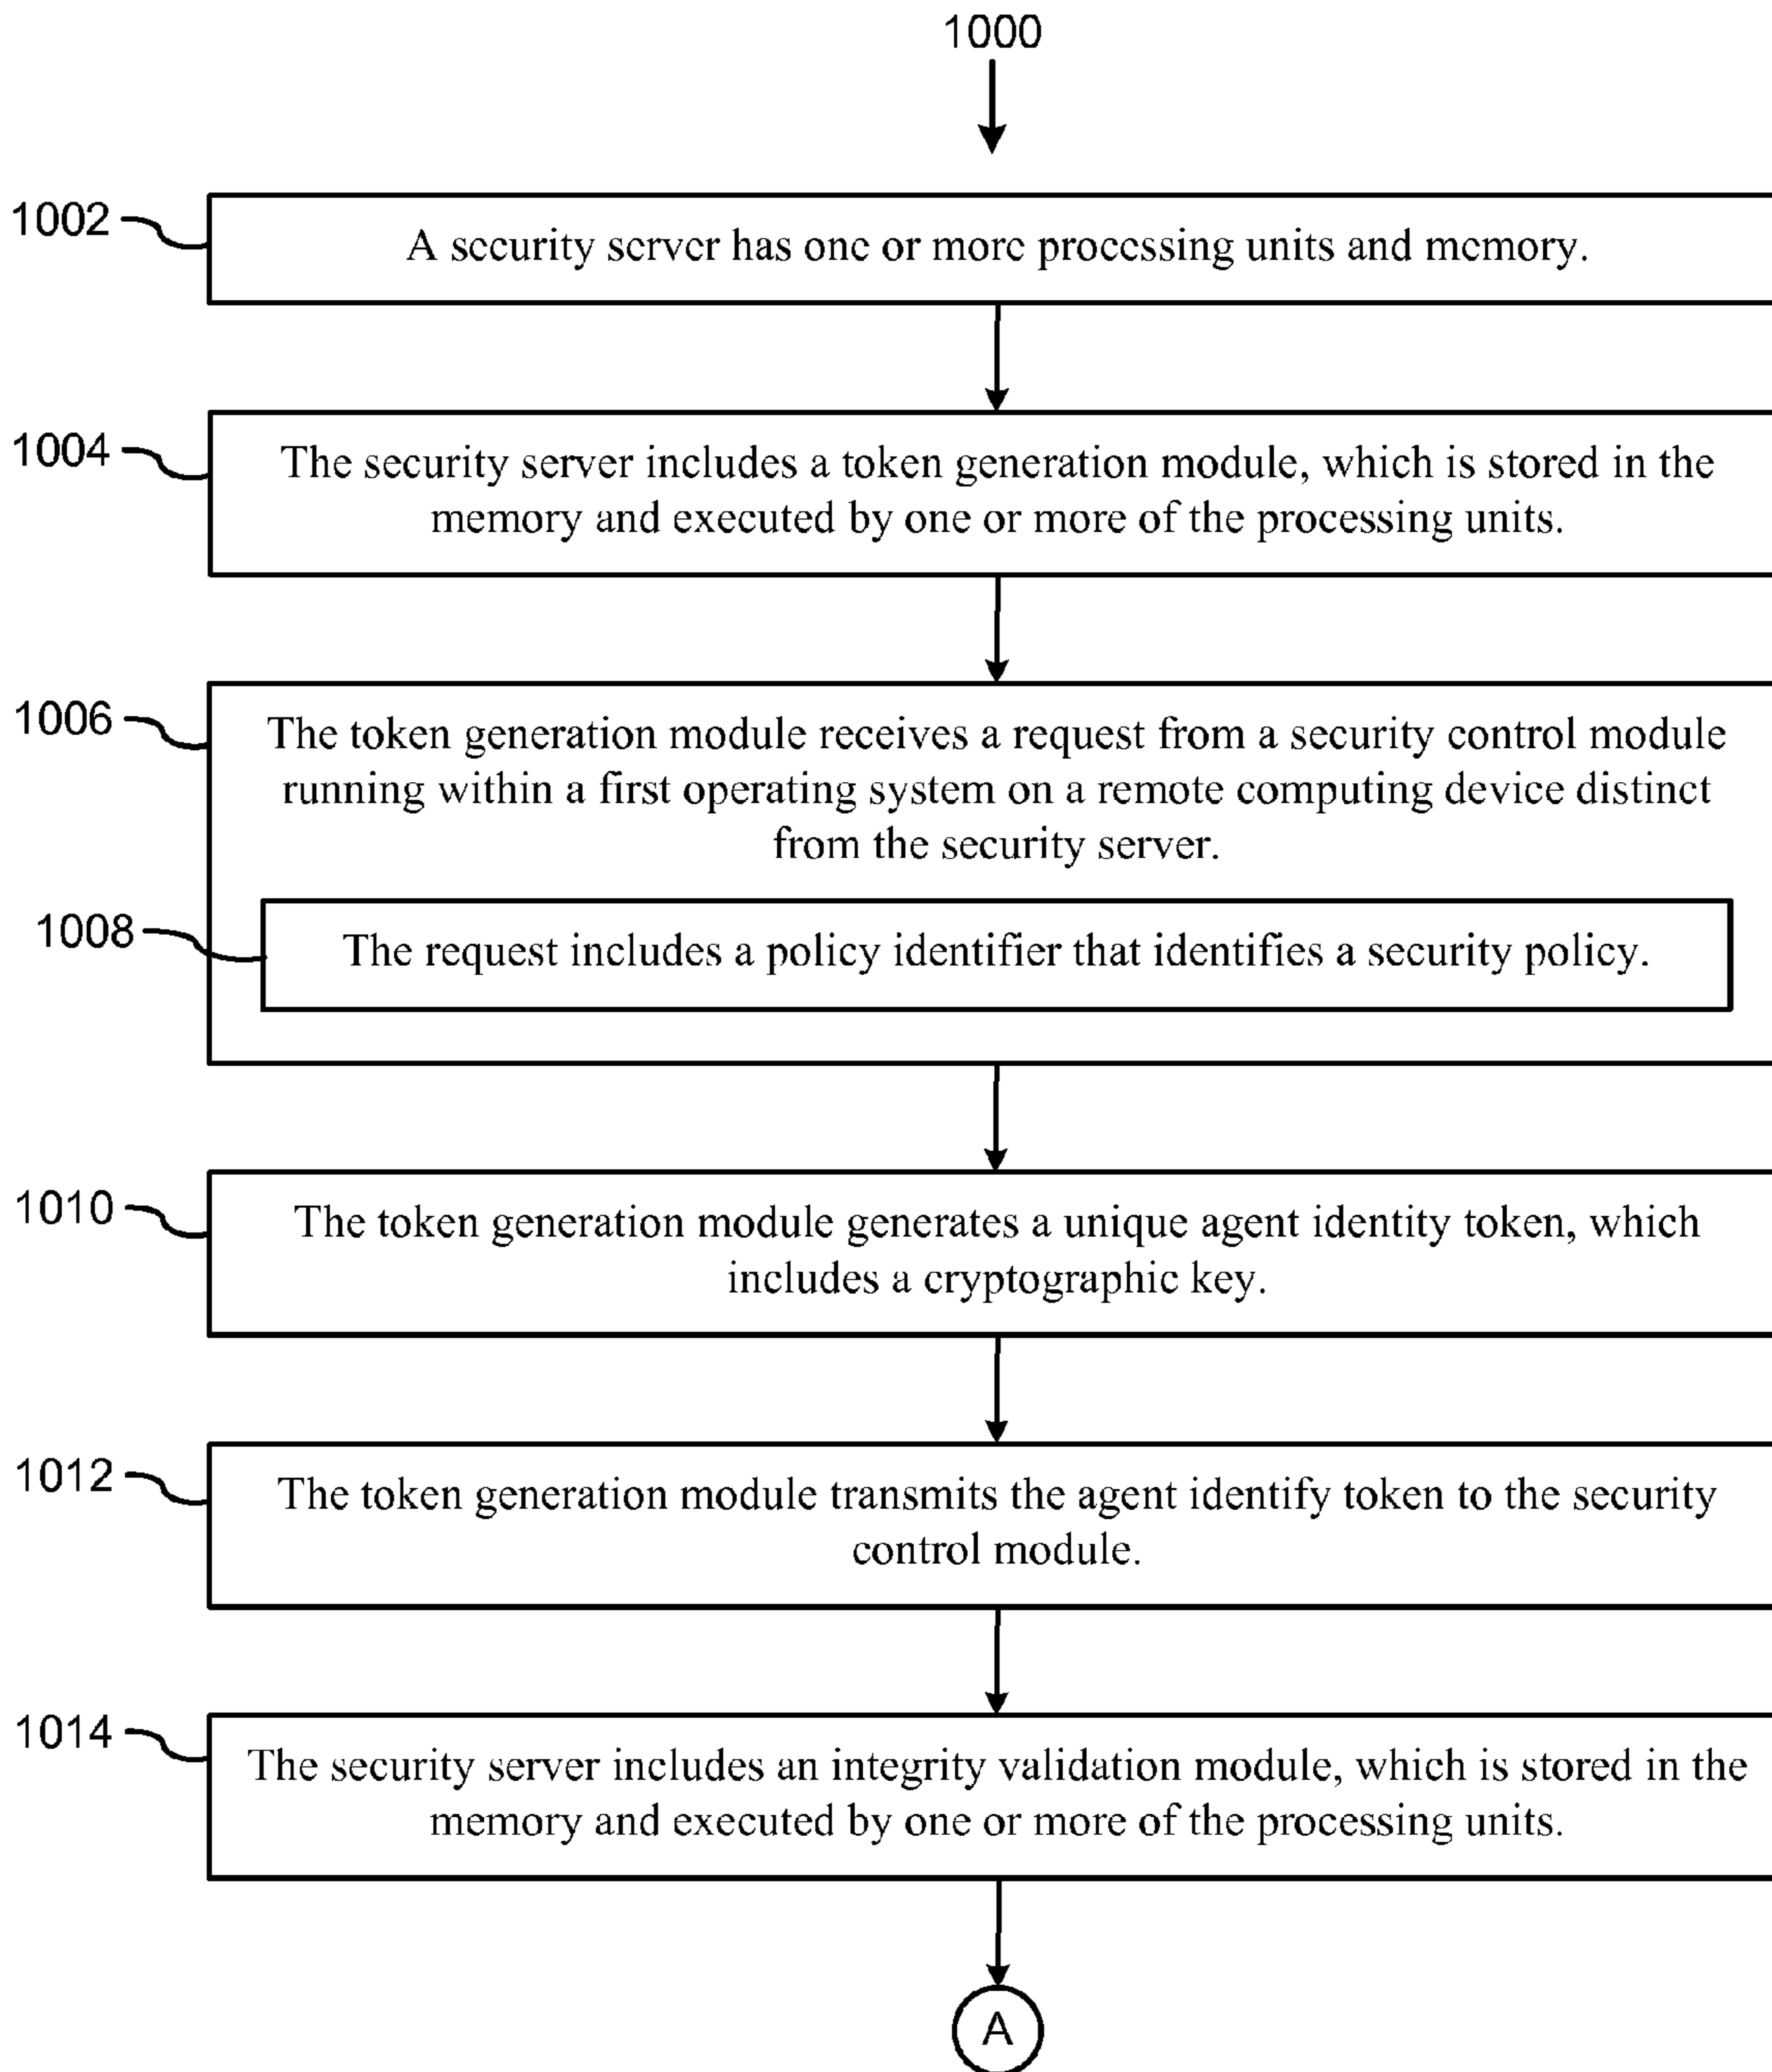 1000
1002
A security server has one or more processing units and memory.
1004
The security server includes a token generation module, which is stored in the
memory and executed by one or more of the processing units.
1006
The token generation module receives a request from a security control module
running within a first operating system on a remote computing device distinct
from the security server.
1008
The request includes a policy identifier that identifies a security policy.
1010
The token generation module generates a unique agent identity token, which
includes a cryptographic key.
1012
The token generation module transmits the agent identify token to the security
control module.
1014
The security server includes an integrity validation module, which is stored in the
memory and executed by one or more of the processing units.
A